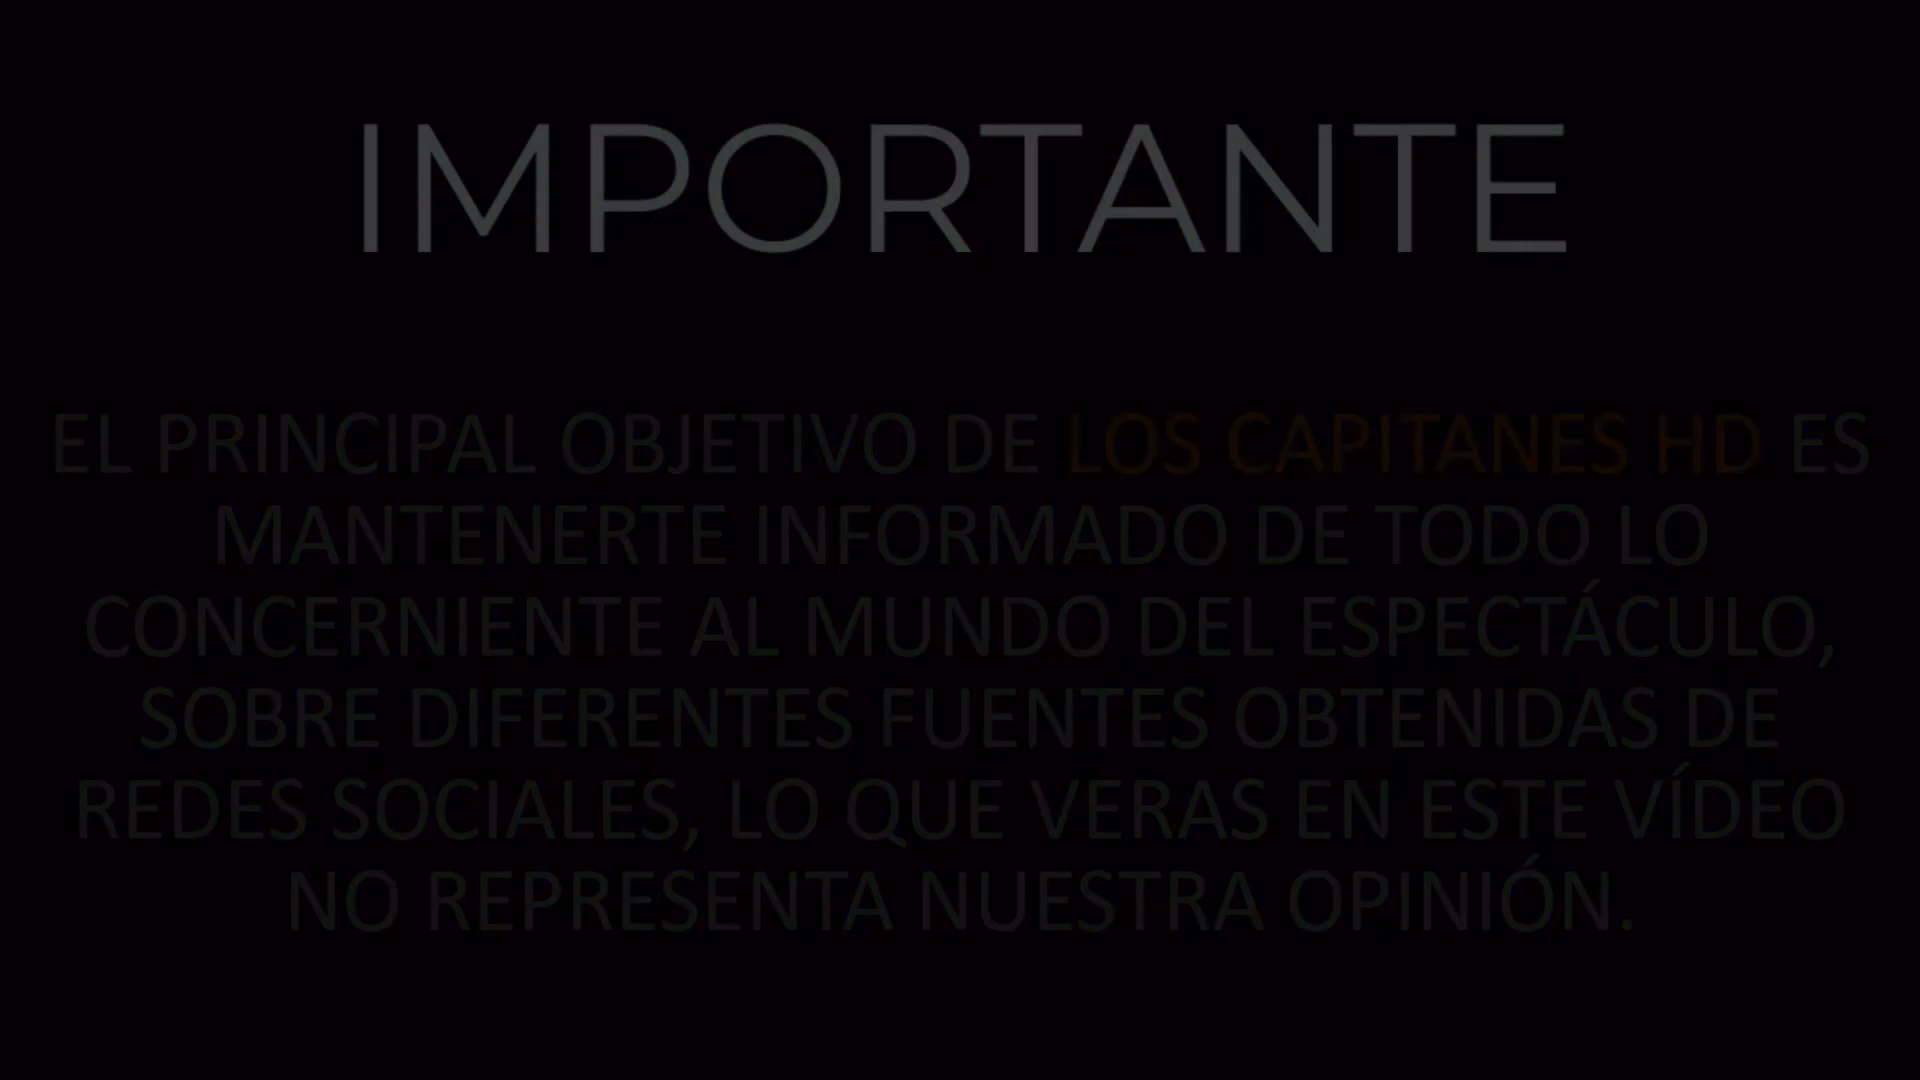 IMPORTANTE
EL PRINCIPAL OBJETIVO DE LOS CAPITANES HD ES
MANTENERTE INFORMADO DE TODO LO
CONCERNIENTE AL MUNDO DEL ESPECTÁCULO,
SOBRE DIFERENTES FUENTES OBTENIDAS DE
REDES SOCIALES, LO QUE VERAS EN ESTE VÍDEO
NO REPRESENTA NUESTRA OPINIÓN.